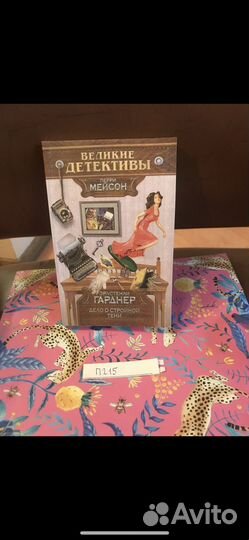 ВЕЛИКИЕ
ДЕТЕКТИВЫ
ПЕРРИ
МЕЙСОН
ЭРЛ СТЕНЛИ
ГАРДНЕР
ДЕЛО О СТРОЙНОЙ
ТЕНИ
П215
Avito